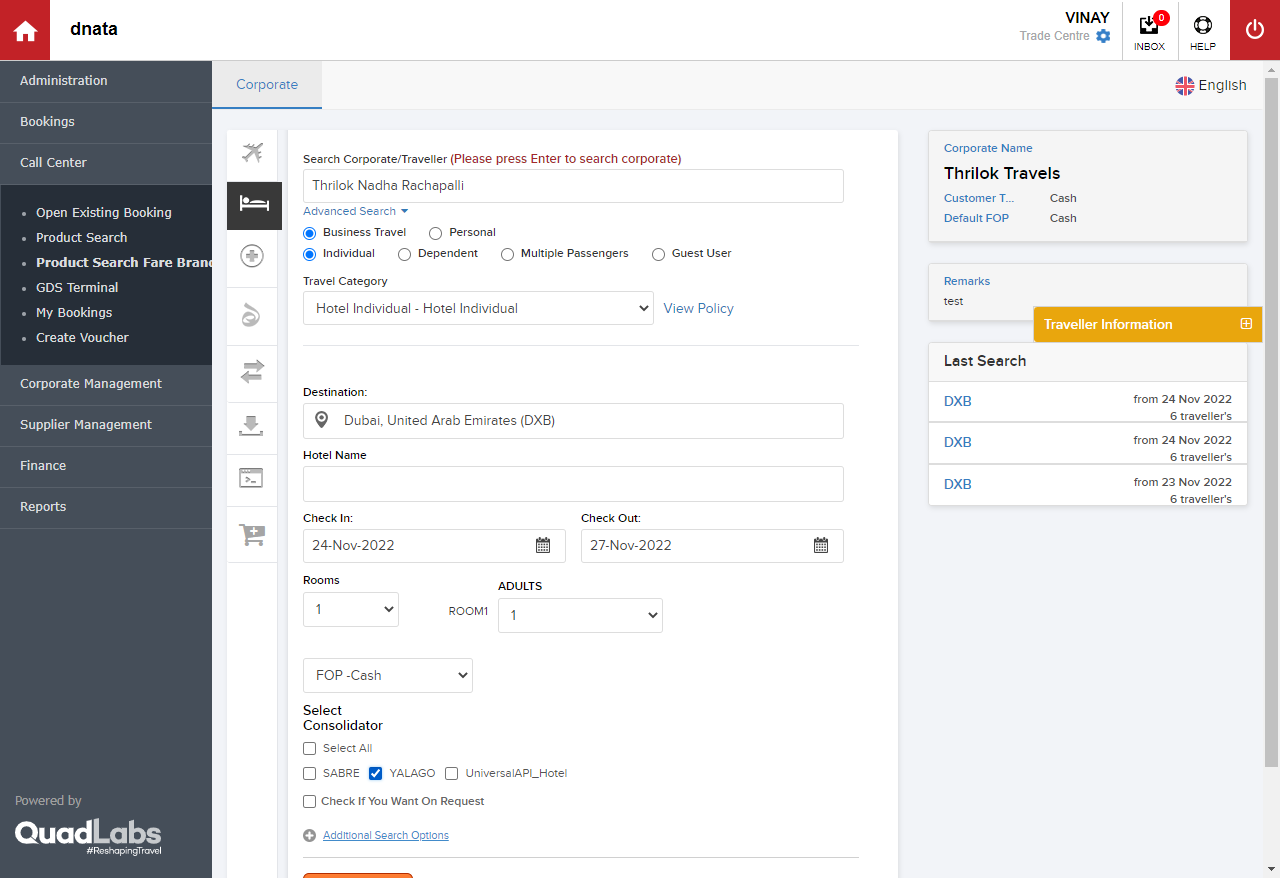 dnata
VINAY
Trade Centre
0
INBOX
HELP
Administration
Bookings
Call Center
Open Existing Booking
Product Search
Product Search Fare Bran
GDS Terminal
My Bookings
Create Voucher
Corporate Management
Supplier Management
Finance
Reports
Powered by
QuadLabs
#ReshapingTravel
Corporate
English
Search Corporate/Traveller (Please press Enter to search corporate)
Thrilok Nadha Rachapalli
Advanced Search
Business Travel Personal
Individual Dependent Multiple Passengers Guest User
Travel Category
Hotel Individual - Hotel Individual View Policy
Destination:
Dubai, United Arab Emirates (DXB)
Hotel Name
Check In: Check Out:
24-Nov-2022 27-Nov-2022
Rooms ADULTS
1 ROOM1 1
FOP -Cash
Select
Consolidator
Select All
SABRE YALAGO UniversalAPI_Hotel
Check If You Want On Request
Additional Search Options
Corporate Name
Thrilok Travels
Customer T... Cash
Default FOP Cash
Remarks
test
Traveller Information
Last Search
DXB from 24 Nov 2022
6 traveller's
DXB from 24 Nov 2022
6 traveller's
DXB from 23 Nov 2022
6 traveller's